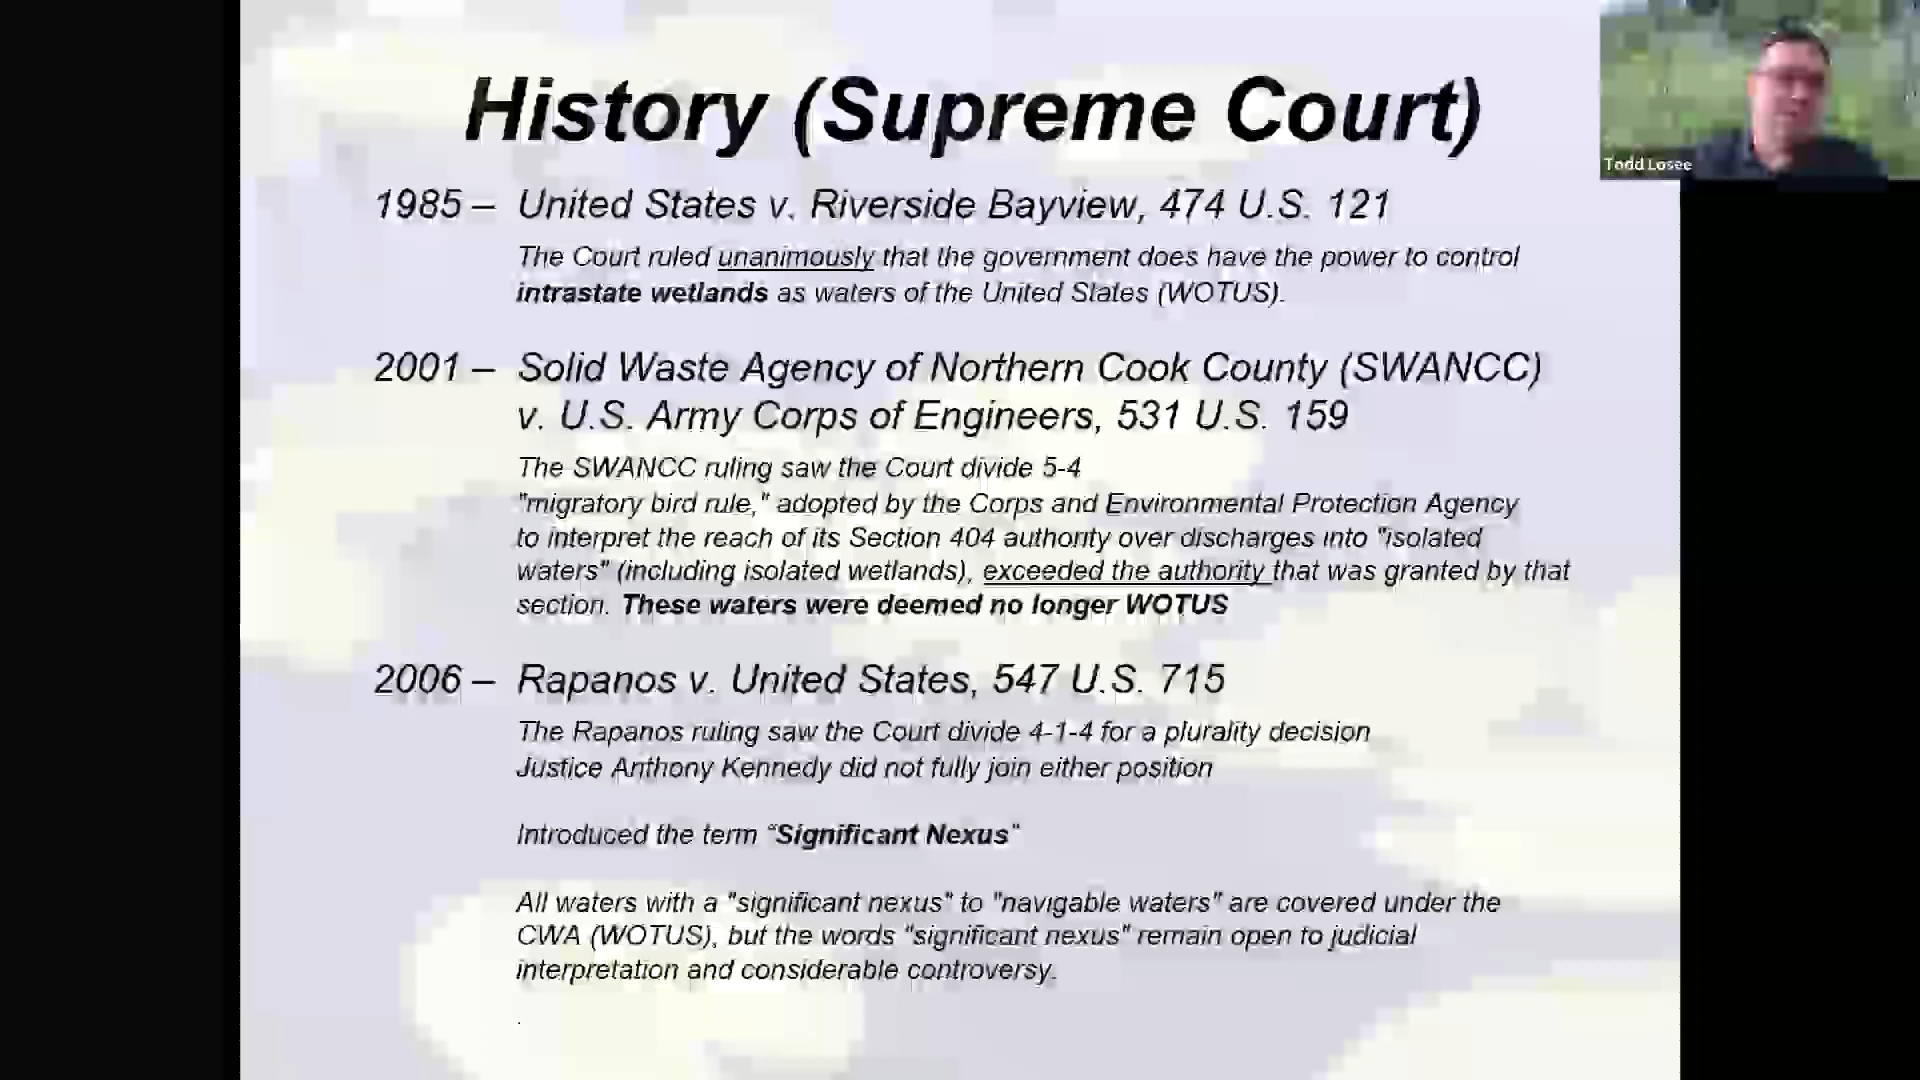 History (Supreme Court)
Todd Losee
1985 – United States v. Riverside Bayview, 474 U.S. 121
The Court ruled unanimously that the government does have the power to control
intrastate wetlands as waters of the United States (WOTUS).
2001 – Solid Waste Agency of Northern Cook County (SWANCC)
v. U.S. Army Corps of Engineers, 531 U.S. 159
The SWANCC ruling saw the Court divide 5-4
"migratory bird rule," adopted by the Corps and Environmental Protection Agency
to interpret the reach of its Section 404 authority over discharges into "isolated
waters" (including isolated wetlands), exceeded the authority that was granted by that
section. These waters were deemed no longer WOTUS
2006 – Rapanos v. United States, 547 U.S. 715
The Rapanos ruling saw the Court divide 4-1-4 for a plurality decision
Justice Anthony Kennedy did not fully join either position
Introduced the term "Significant Nexus"
All waters with a "significant nexus" to "navigable waters" are covered under the
CWA (WOTUS), but the words "significant nexus" remain open to judicial
interpretation and considerable controversy.
.